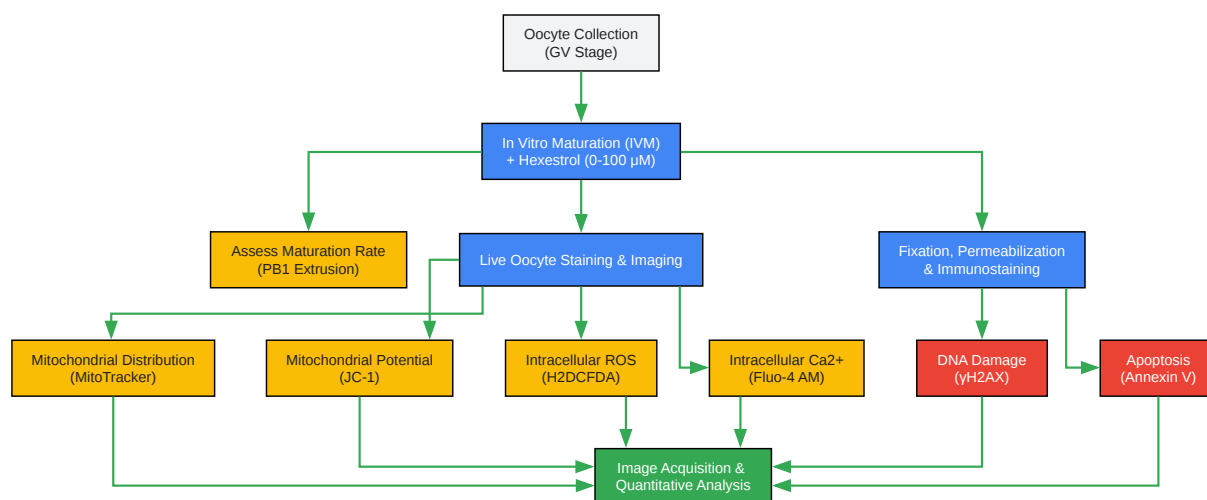 Oocyte Collection
(GV Stage)
In Vitro Maturation (IVM)
+ Hexestrol (0-100 μM)
Assess Maturation Rate
(PB1 Extrusion)
Live Oocyte Staining & Imaging
Fixation, Permeabilization
& Immunostaining
Mitochondrial Distribution
(MitoTracker)
Mitochondrial Potential
(JC-1)
Intracellular ROS
(H2DCFDA)
Intracellular Ca2+
(Fluo-4 AM)
DNA Damage
(γH2AX)
Apoptosis
(Annexin V)
Image Acquisition &
Quantitative Analysis